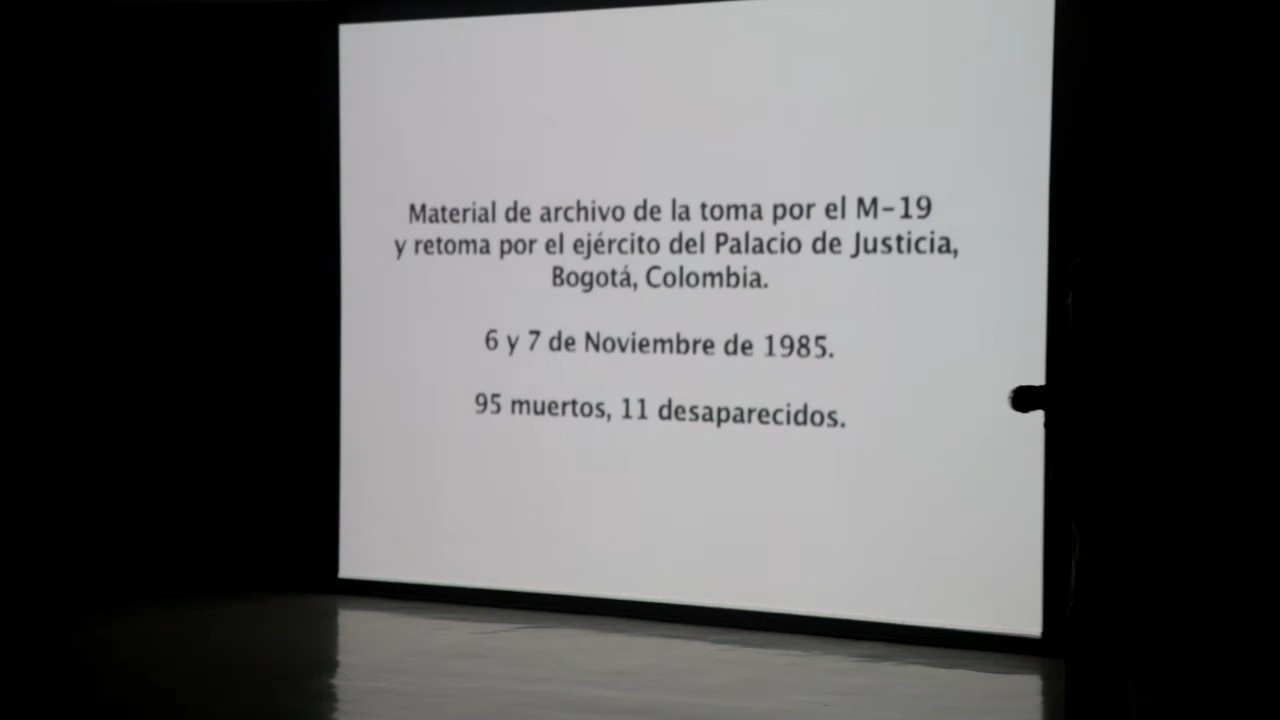 Material de archivo de la toma por el M-19
y retoma por el ejército del Palacio de Justicia,
Bogotá, Colombia.
6 y 7 de Noviembre de 1985.
95 muertos, 11 desaparecidos.